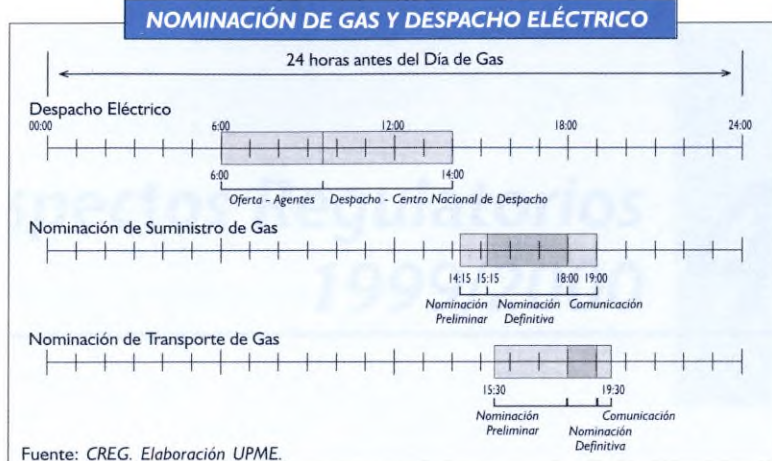 NOMINACIÓN DE GAS Y DESPACHO ELÉCTRICO
24 horas antes del Día de Gas
Despacho Eléctrico
00:00 6:00 12:00 18:00 24:00
6:00 14:00
Oferta - Agentes Despacho - Centro Nacional de Despacho
Nominación de Suministro de Gas
14:15 15:15 18:00 19:00
Nominación Preliminar Nominación Definitiva Comunicación
Nominación de Transporte de Gas
15:30 19:30
Nominación Preliminar Nominación Definitiva Comunicación
Fuente: CREG. Elaboración UPME.
spectos Regulatorios
1999